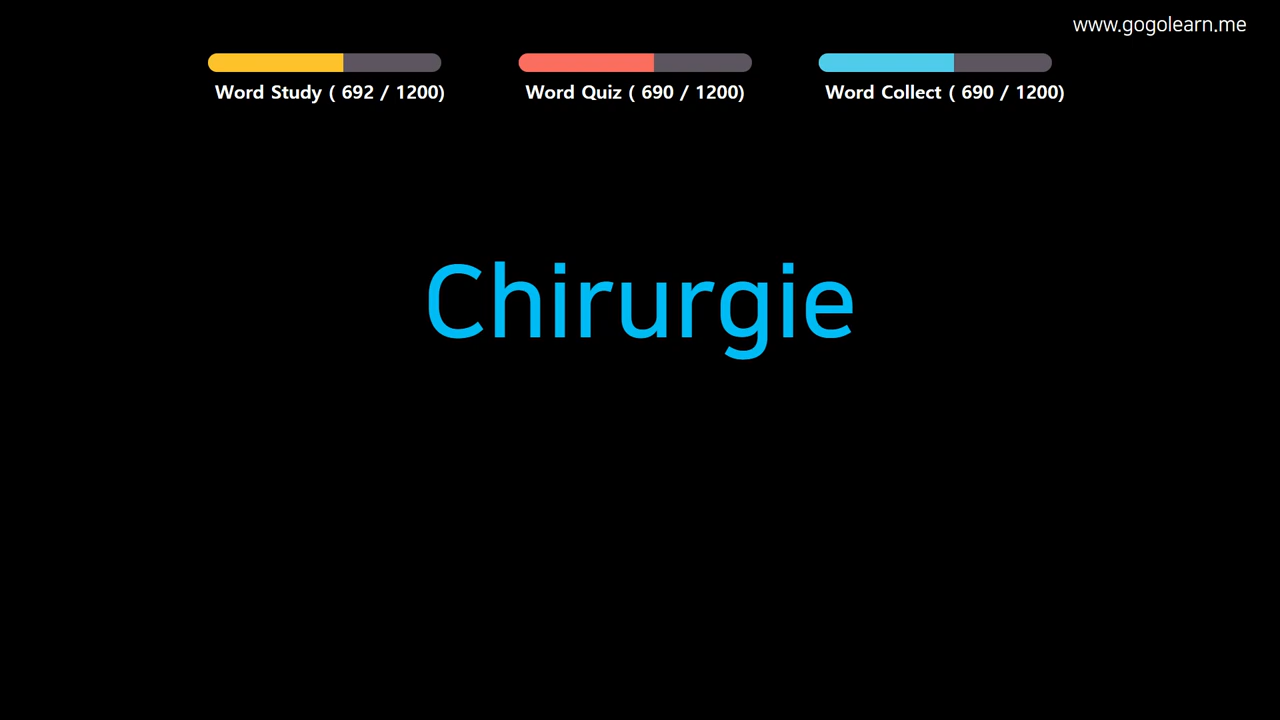 www.gogolearn.me
Word Study ( 692 / 1200)
Word Quiz ( 690 / 1200)
Word Collect ( 690 / 1200)
Chirurgie